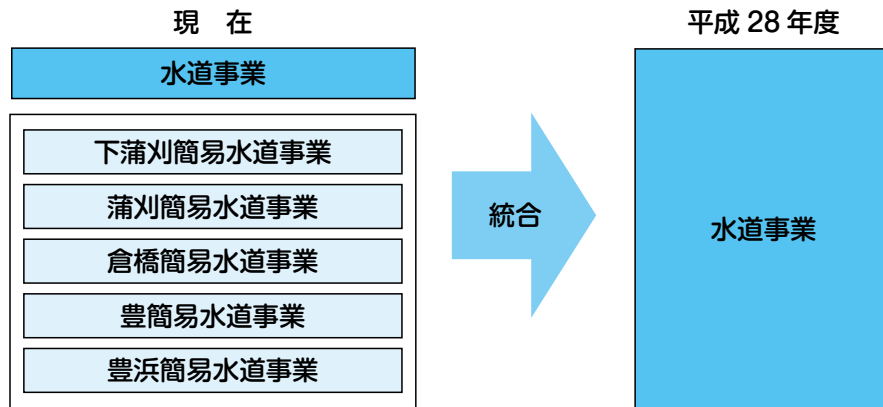 現 在
水道事業
下蒲刈簡易水道事業
蒲刈簡易水道事業
倉橋簡易水道事業
豊簡易水道事業
豊浜簡易水道事業
統合
平成 28 年度
水道事業